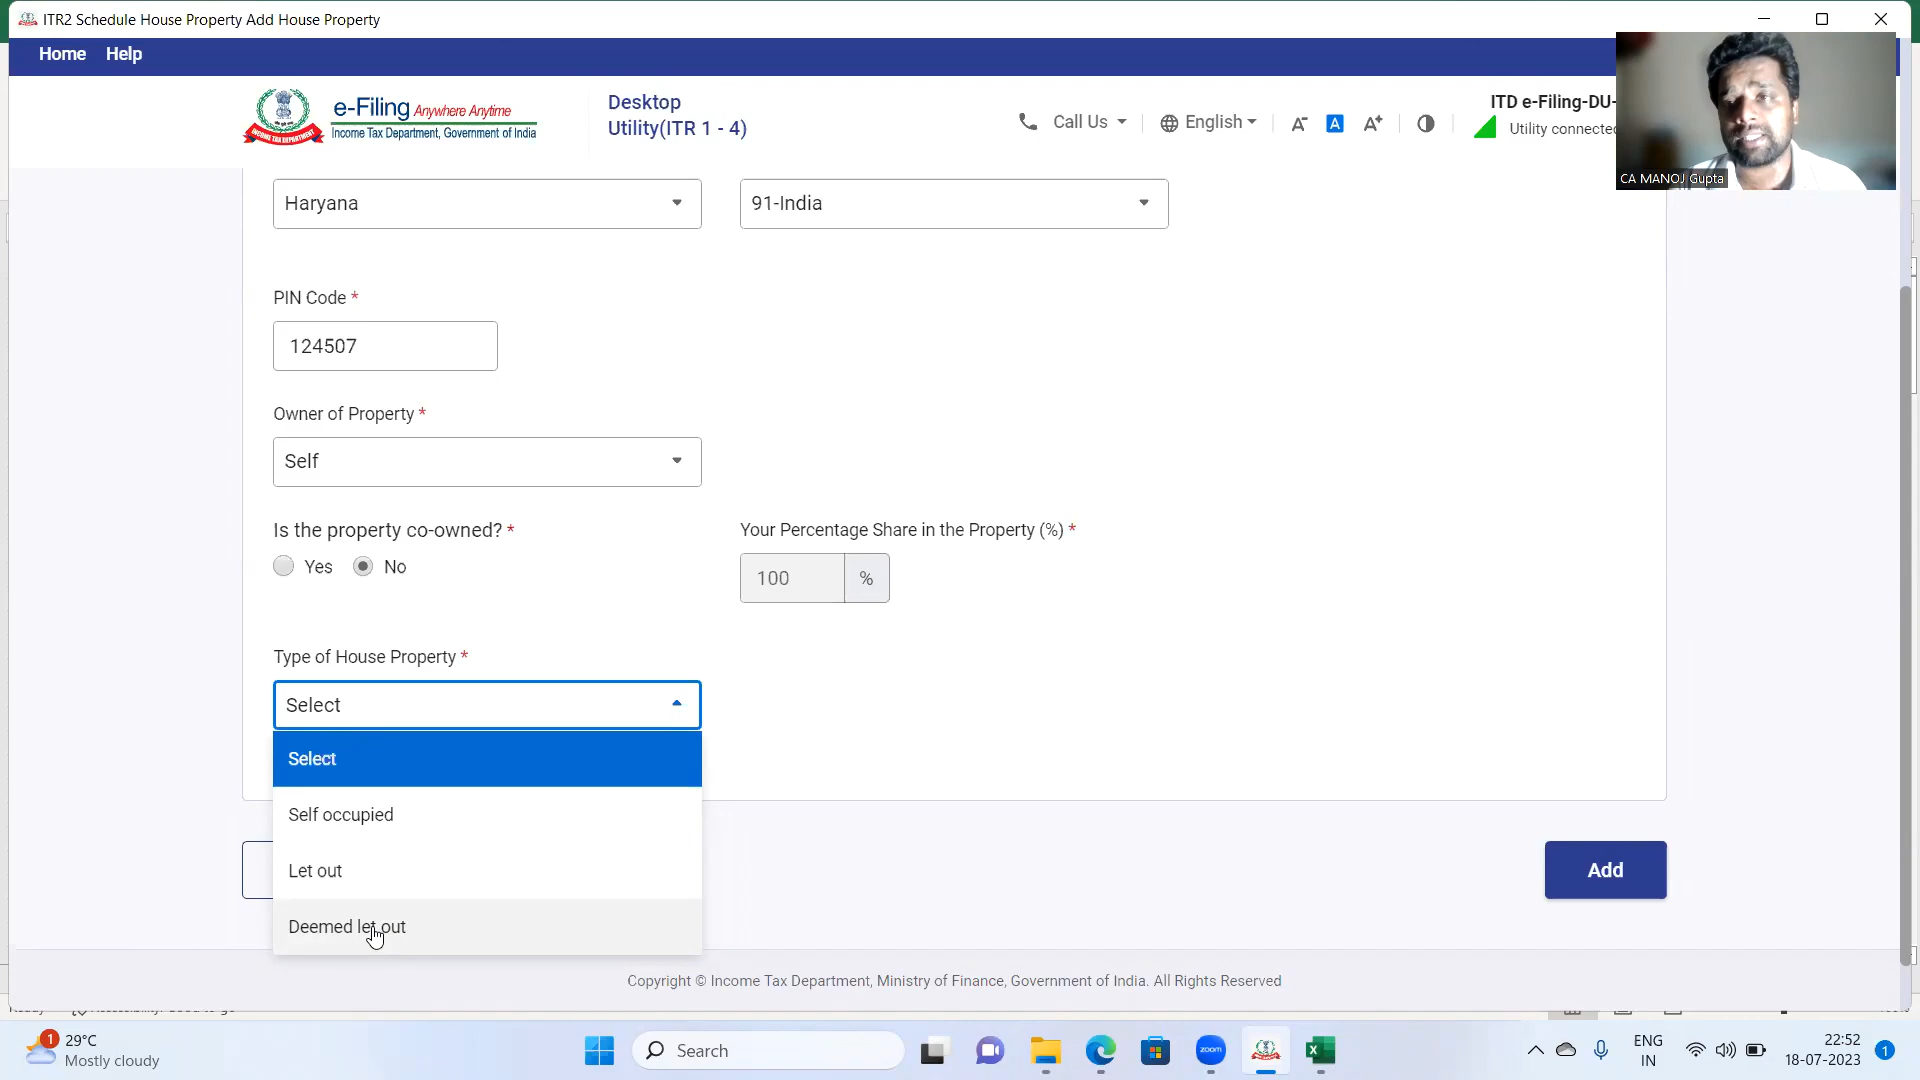 ITR2 Schedule House Property Add House Property
Home Help
e-Filing Anywhere Anytime
Income Tax Department, Government of India
Desktop
Utility(ITR 1 - 4)
Call Us
English
A-
A
A+
ITD e-Filing-DU-
Utility connected
CA MANOJ Gupta
Haryana
91-India
PIN Code *
124507
Owner of Property *
Self
Is the property co-owned? *
Yes No
Your Percentage Share in the Property (%) *
100 %
Type of House Property *
Select
Select
Self occupied
Let out
Deemed let out
Add
Copyright © Income Tax Department, Ministry of Finance, Government of India. All Rights Reserved
1
29°C
Mostly cloudy
Search
zoom
ENG
IN
22:52
18-07-2023
1